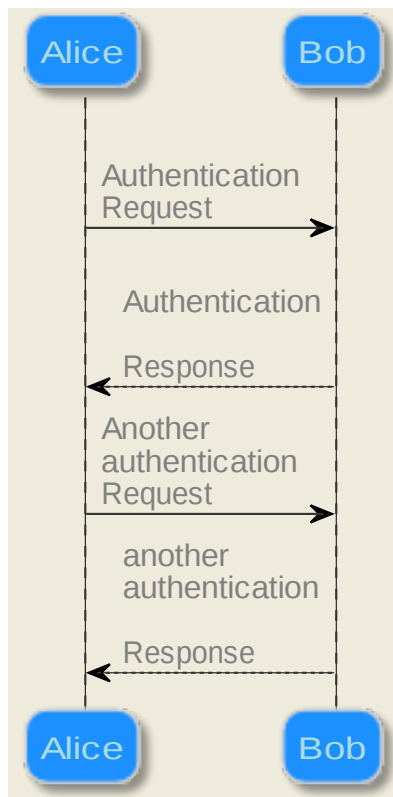 Alice Bob
Authentication
Request
Authentication
Response
Another
authentication
Request
another
authentication
Response
Alice Bob